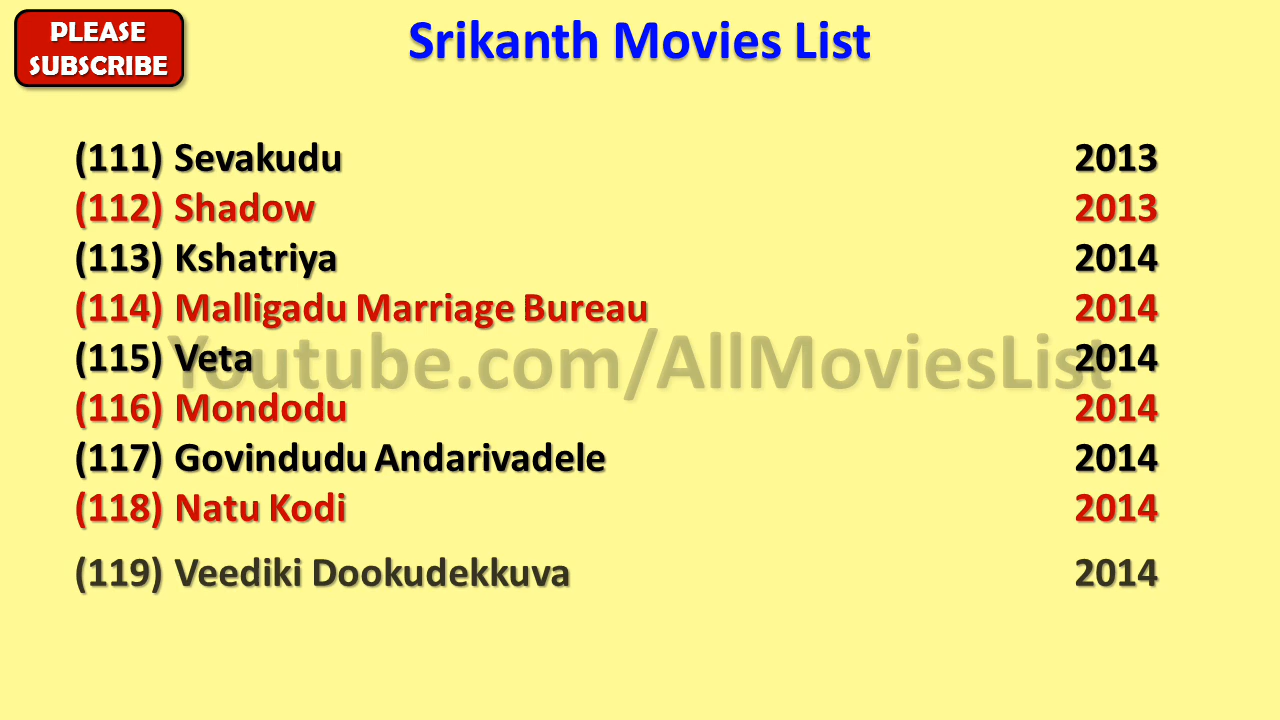 PLEASE
SUBSCRIBE
Srikanth Movies List
(111) Sevakudu 2013
(112) Shadow 2013
(113) Kshatriya 2014
(114) Malligadu Marriage Bureau 2014
Youtube.com/AllMoviesList
(115) Veta 2014
(116) Mondodu 2014
(117) Govindudu Andarivadele 2014
(118) Natu Kodi 2014
(119) Veediki Dookudekkuva 2014